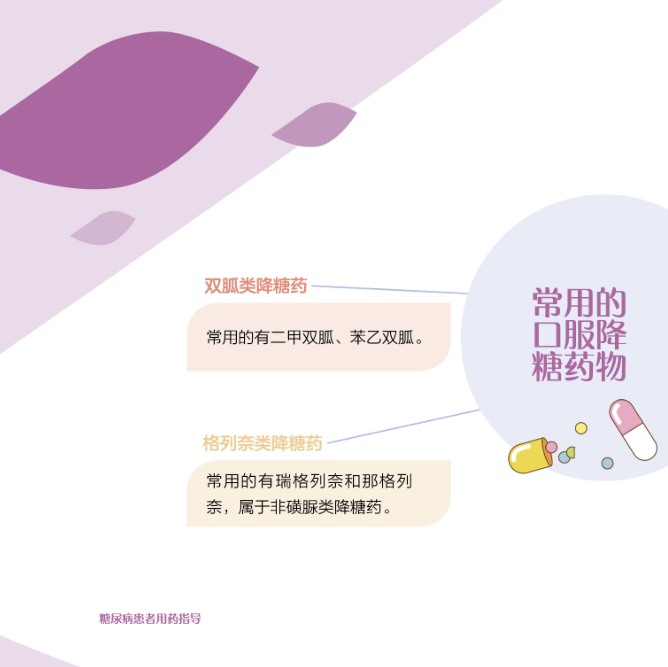 双胍类降糖药
常用的有二甲双胍、苯乙双胍。
常用的
口服降
糖药物
格列奈类降糖药
常用的有瑞格列奈和那格列
奈，属于非磺脲类降糖药。
糖尿病患者用药指导